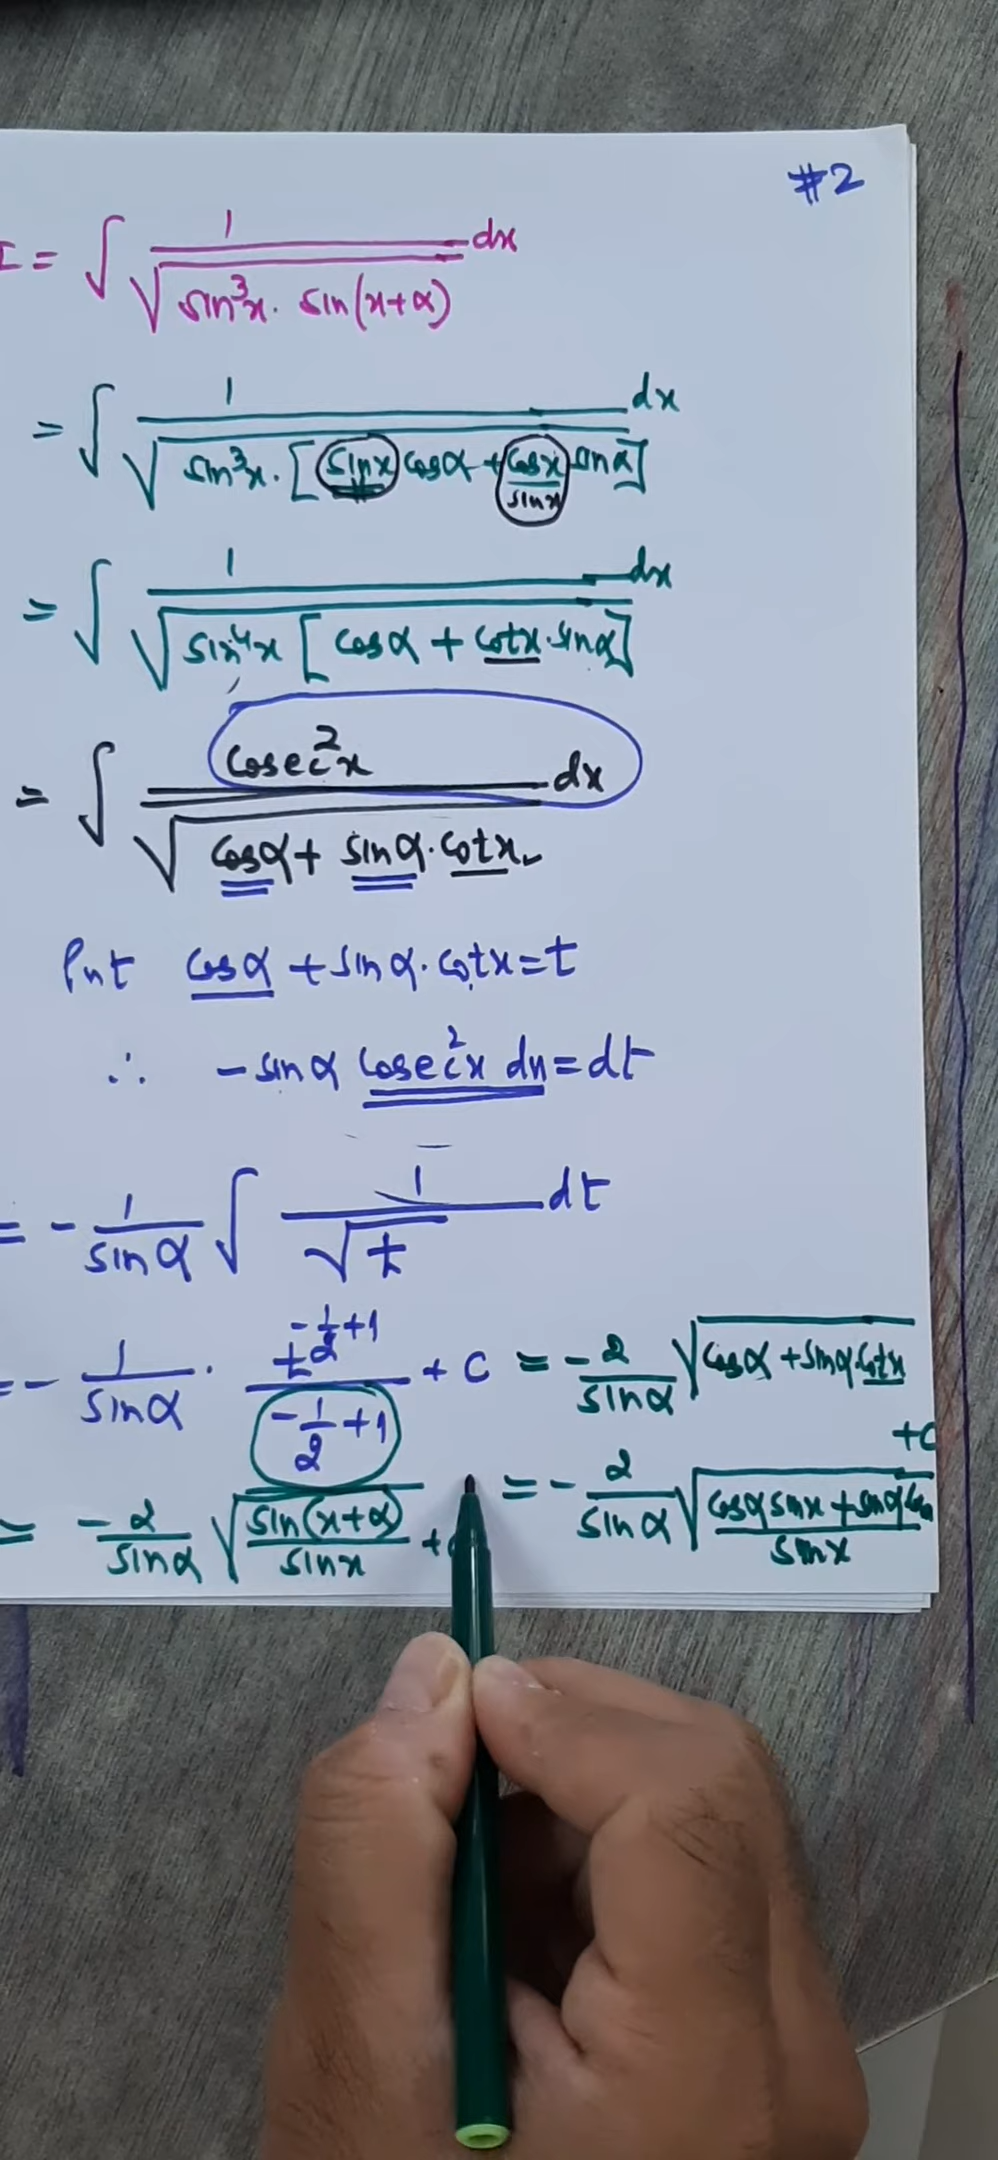 #2
I = ∫ 1/√(sin³x · sin(x+α)) dx
= ∫ 1/√(sin³x · [sinx cosα + cosx/sinx sinα]) dx
= ∫ 1/√(sin⁴x [cosα + cotx · sinα]) dx
= ∫ cosec²x/√(cosα + sinα · cotx) dx
Put cosα + sinα · cotx = t
∴ -sinα cosec²x dx = dt
= -1/sinα ∫ 1/√t dt
= -1/sinα · t^(-1/2+1)/(-1/2+1) + C = -2/sinα √(cosα + sinα · cotx)
+C
= -2/sinα √((cosα sinx + sinα cosx)/sinx)
= -2/sinα √(sin(x+α)/sinx) +